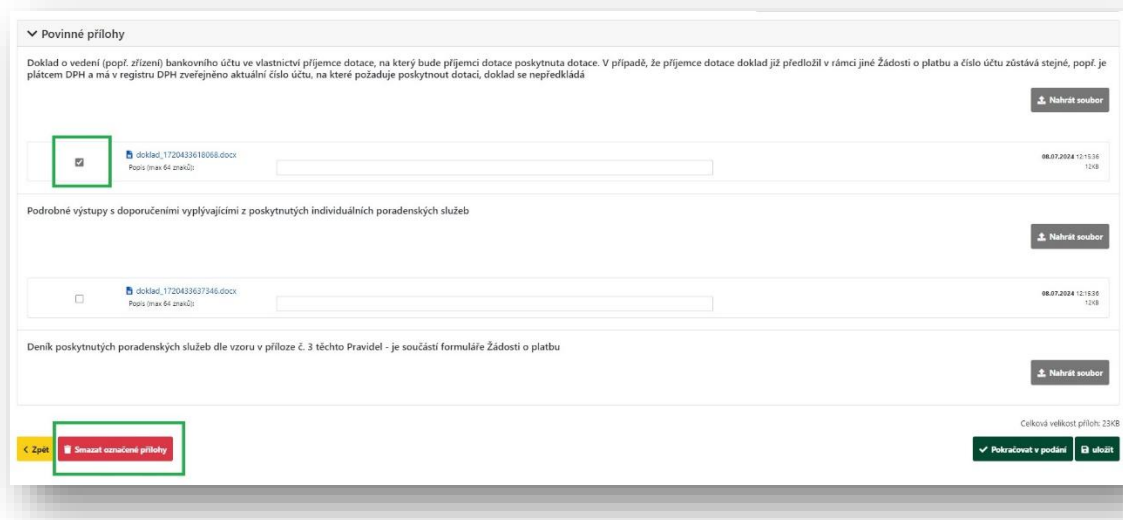 Povinné přílohy
Doklad o vedení (popř. zřízení) bankovního účtu ve vlastnictví příjemce dotace, na který bude příjemci dotace poskytnuta dotace. V případě, že příjemce dotace doklad již předložil v rámci jiné Žádosti o platbu a číslo účtu zůstává stejné, popř. je
plátcem DPH a má v registru DPH zveřejněno aktuální číslo účtu, na které požaduje poskytnout dotaci, doklad se nepředkládá
Nahrát soubor
doklad_1720433618068.docx
08.07.2024 12:15:36
Popis (max 64 znaků):
12KB
Podrobné výstupy s doporučeními vyplývajícími z poskytnutých individuálních poradenských služeb
Nahrát soubor
doklad_1720433637346.docx
08.07.2024 12:15:36
Popis (max 64 znaků):
12KB
Deník poskytnutých poradenských služeb dle vzoru v příloze č. 3 těchto Pravidel - je součástí formuláře Žádosti o platbu
Nahrát soubor
Celková velikost příloh: 23KB
Zpět Smazat označené přílohy Pokračovat v podání uložit